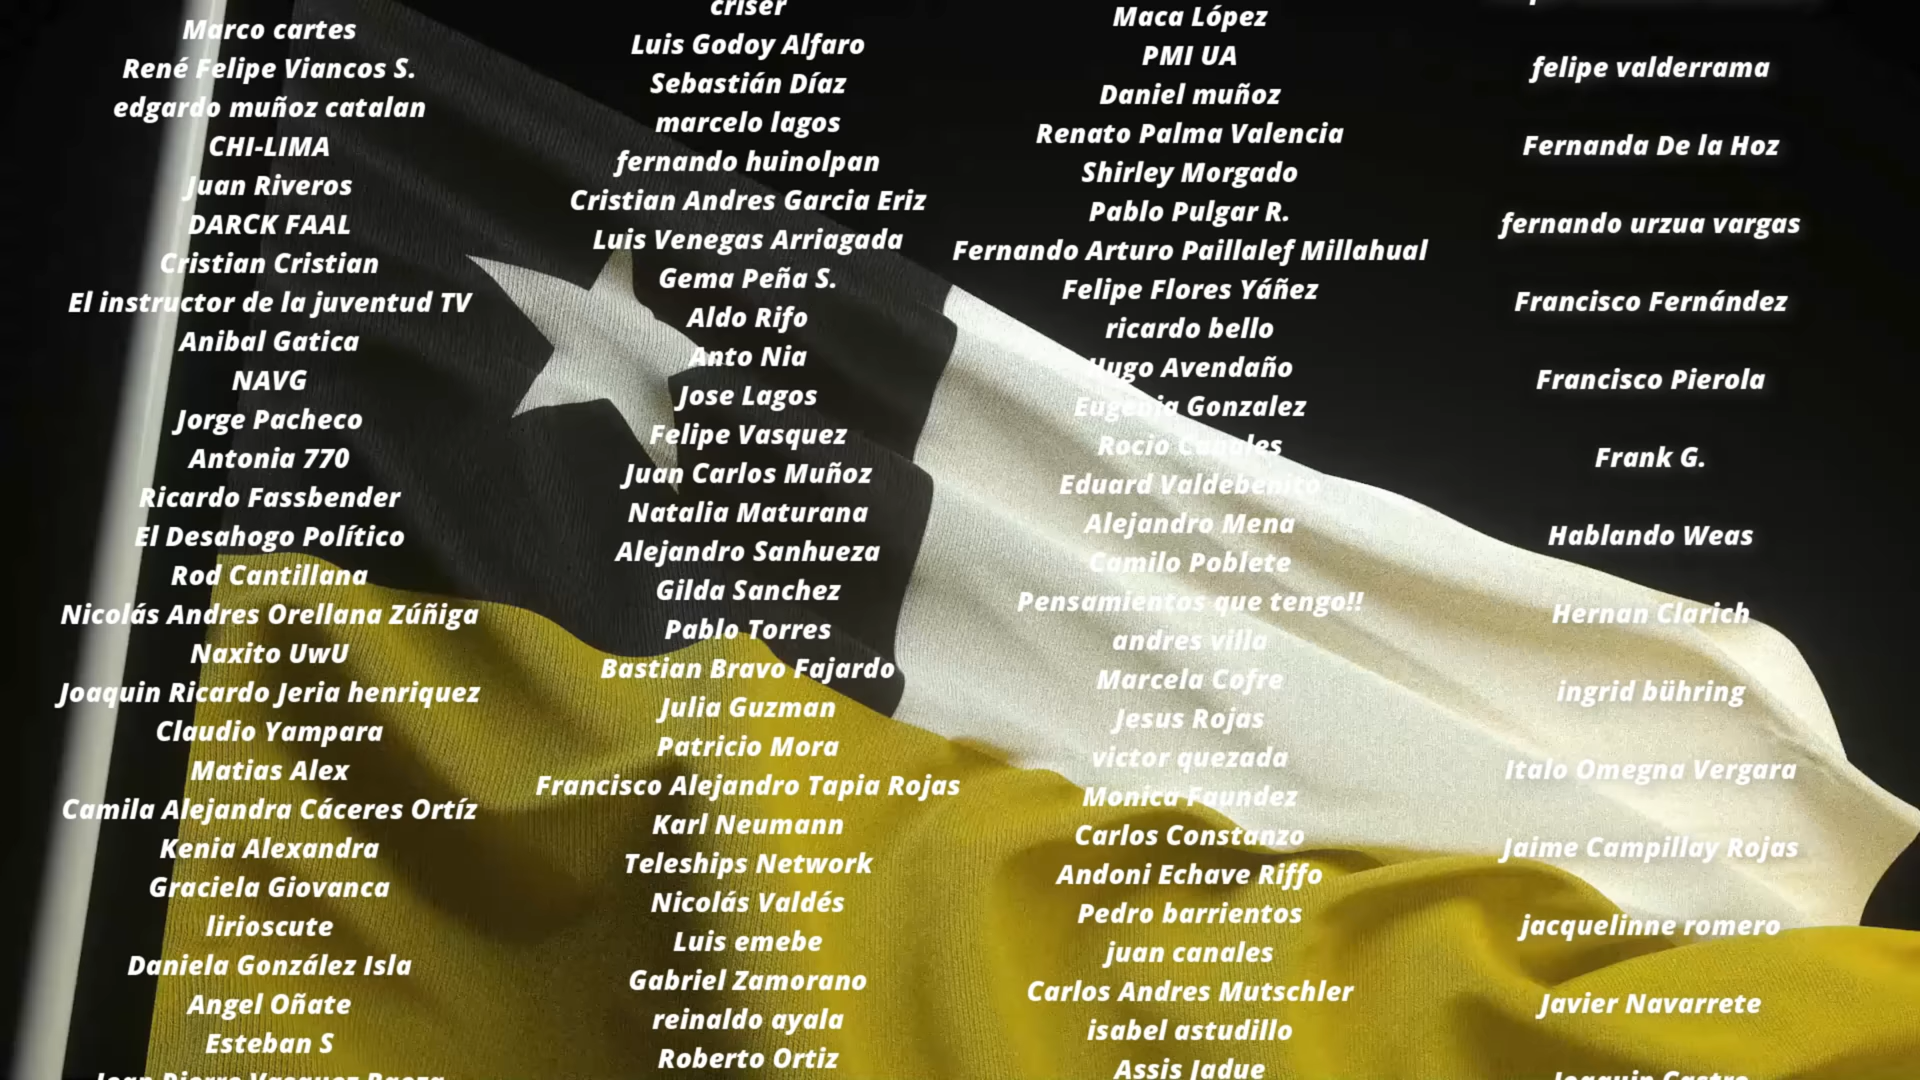 Marco cartes
René Felipe Viancos S.
edgardo muñoz catalan
CHI-LIMA
Juan Riveros
DARCK FAAL
Cristian Cristian
El instructor de la juventud TV
Anibal Gatica
NAVG
Jorge Pacheco
Antonia 770
Ricardo Fassbender
El Desahogo Político
Rod Cantillana
Nicolás Andres Orellana Zúñiga
Naxito UwU
Joaquin Ricardo Jeria henriquez
Claudio Yampara
Matias Alex
Camila Alejandra Cáceres Ortíz
Kenia Alexandra
Graciela Giovanca
lirioscute
Daniela González Isla
Angel Oñate
Esteban S
criser
Luis Godoy Alfaro
Sebastián Díaz
marcelo lagos
fernando huinolpan
Cristian Andres Garcia Eriz
Luis Venegas Arriagada
Gema Peña S.
Aldo Rifo
Anto Nia
Jose Lagos
Felipe Vasquez
Juan Carlos Muñoz
Natalia Maturana
Alejandro Sanhueza
Gilda Sanchez
Pablo Torres
Bastian Bravo Fajardo
Julia Guzman
Patricio Mora
Francisco Alejandro Tapia Rojas
Karl Neumann
Teleships Network
Nicolás Valdés
Luis emebe
Gabriel Zamorano
reinaldo ayala
Roberto Ortiz
Maca López
PMI UA
Daniel muñoz
Renato Palma Valencia
Shirley Morgado
Pablo Pulgar R.
Fernando Arturo Paillalef Millahual
Felipe Flores Yáñez
ricardo bello
Hugo Avendaño
Eugenia Gonzalez
Rocio Canales
Eduard Valdebenito
Alejandro Mena
Camilo Poblete
Pensamientos que tengo!!
andres villa
Marcela Cofre
Jesus Rojas
victor quezada
Monica Faundez
Carlos Constanzo
Andoni Echave Riffo
Pedro barrientos
juan canales
Carlos Andres Mutschler
isabel astudillo
Assis Jadue
felipe valderrama
Fernanda De la Hoz
fernando urzua vargas
Francisco Fernández
Francisco Pierola
Frank G.
Hablando Weas
Hernan Clarich
ingrid bühring
Italo Omegna Vergara
Jaime Campillay Rojas
jacquelinne romero
Javier Navarrete